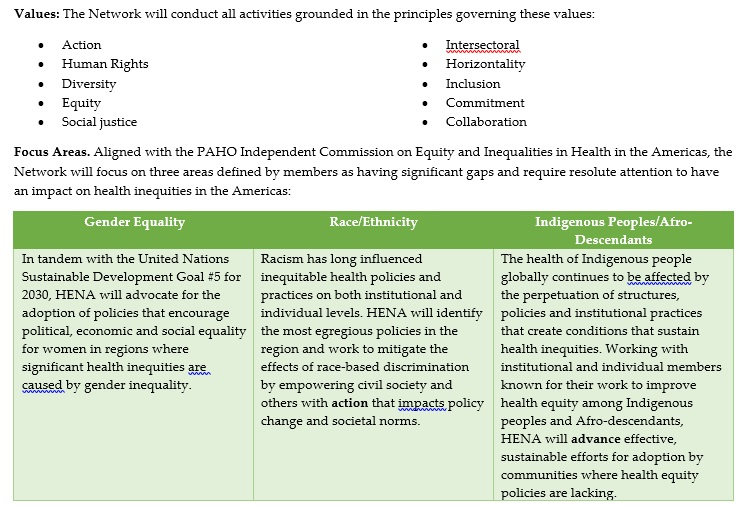 Values: The Network will conduct all activities grounded in the principles governing these values:
• Action
• Human Rights
• Diversity
• Equity
• Social justice
• Intersectoral
• Horizontality
• Inclusion
• Commitment
• Collaboration
Focus Areas. Aligned with the PAHO Independent Commission on Equity and Inequalities in Health in the Americas, the
Network will focus on three areas defined by members as having significant gaps and require resolute attention to have
an impact on health inequities in the Americas:
Gender Equality
In tandem with the United Nations
Sustainable Development Goal #5 for
2030, HENA will advocate for the
adoption of policies that encourage
political, economic and social equality
for women in regions where
significant health inequities are
caused by gender inequality.
Race/Ethnicity
Racism has long influenced
inequitable health policies and
practices on both institutional and
individual levels. HENA will identify
the most egregious policies in the
region and work to mitigate the
effects of race-based discrimination
by empowering civil society and
others with action that impacts policy
change and societal norms.
Indigenous Peoples/Afro-
Descendants
The health of Indigenous people
globally continues to be affected by
the perpetuation of structures,
policies and institutional practices
that create conditions that sustain
health inequities. Working with
institutional and individual members
known for their work to improve
health equity among Indigenous
peoples and Afro-descendants,
HENA will advance effective,
sustainable efforts for adoption by
communities where health equity
policies are lacking.